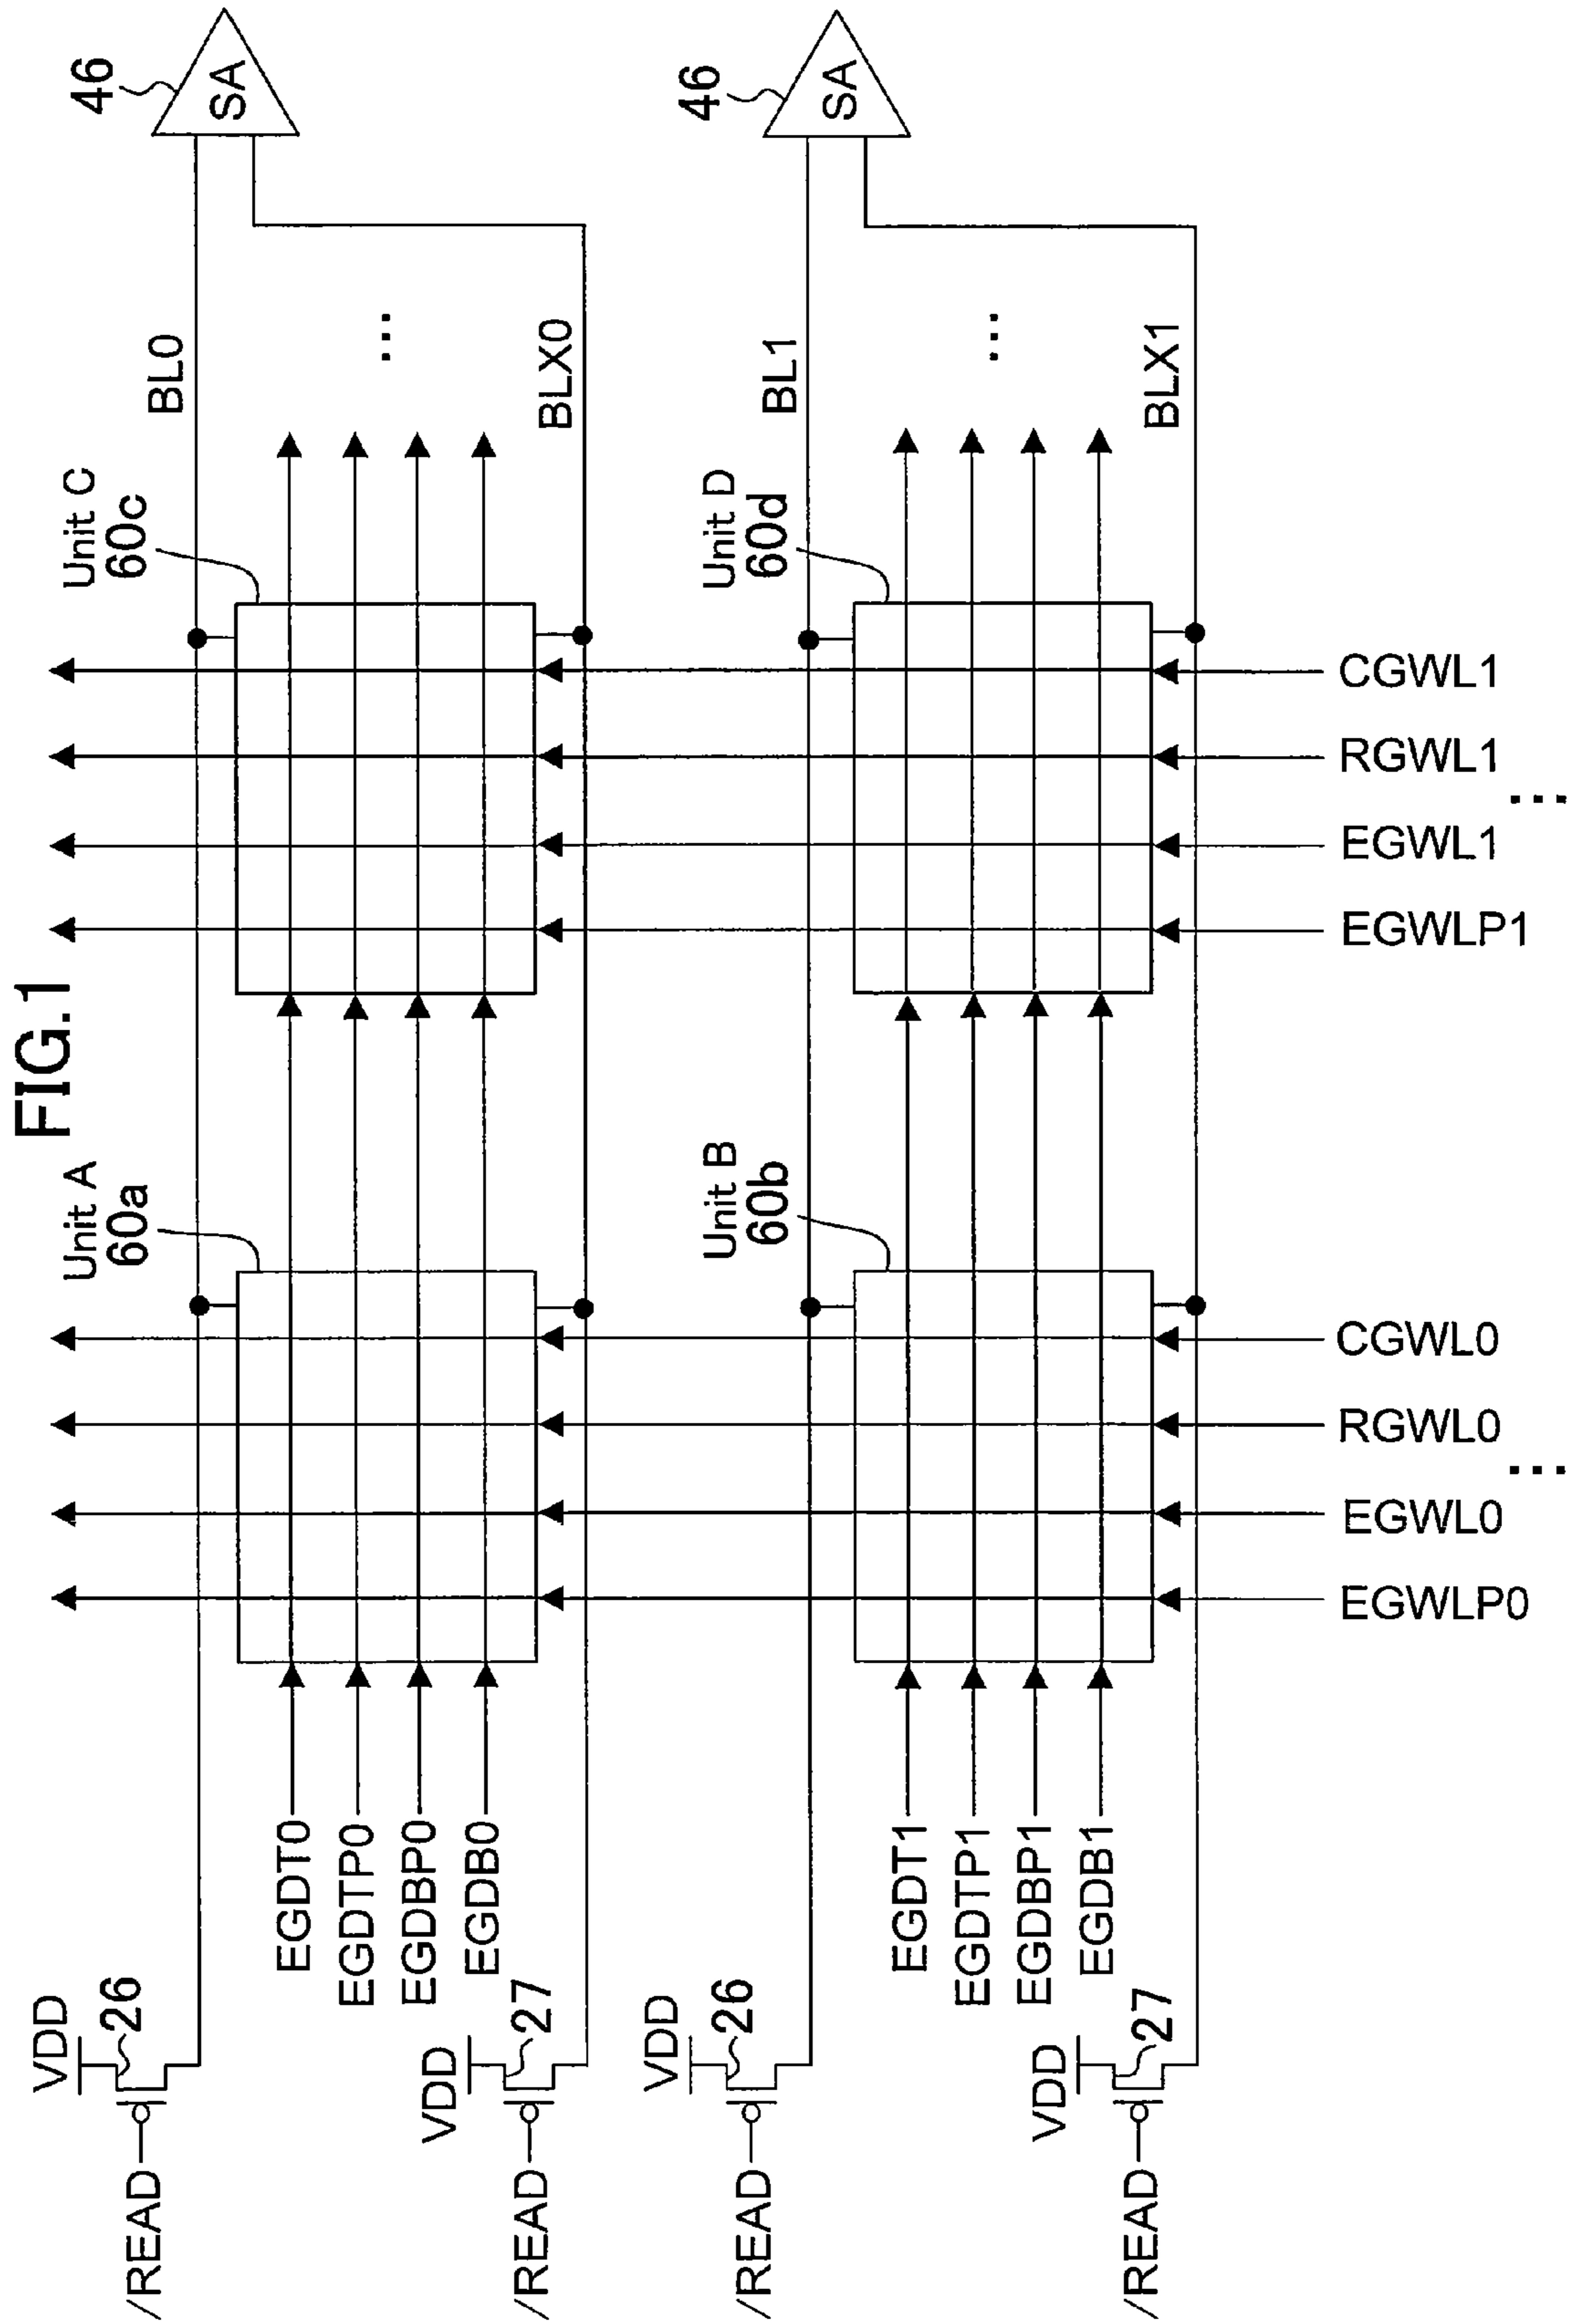 FIG.1
VDD
26
/READ
VDD
27
/READ
EGDT0
EGDTP0
EGDBP0
EGDB0
Unit A
60a
Unit C
60c
BL0
...
BLX0
46
SA
VDD
26
/READ
VDD
27
/READ
EGDT1
EGDTP1
EGDBP1
EGDB1
Unit B
60b
Unit D
60d
BL1
...
BLX1
46
SA
EGWLP0
EGWL0
...
RGWL0
CGWL0
EGWLP1
EGWL1
...
RGWL1
CGWL1